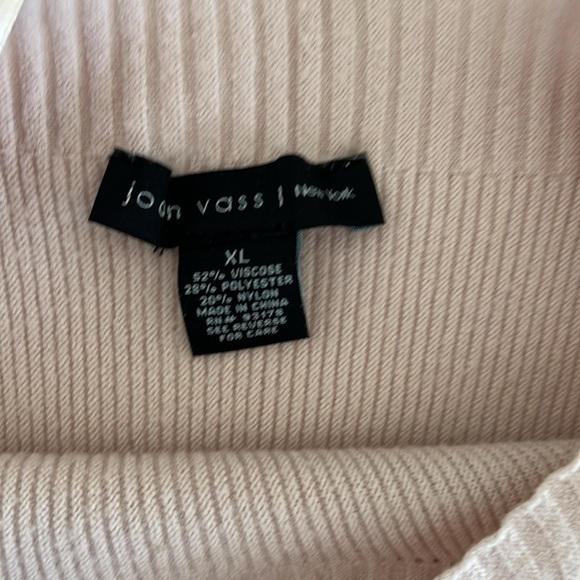 joan vass | New York
XL
52% VISCOSE
28% POLYESTER
20% NYLON
MADE IN CHINA
RN# 93178
SEE REVERSE
FOR CARE